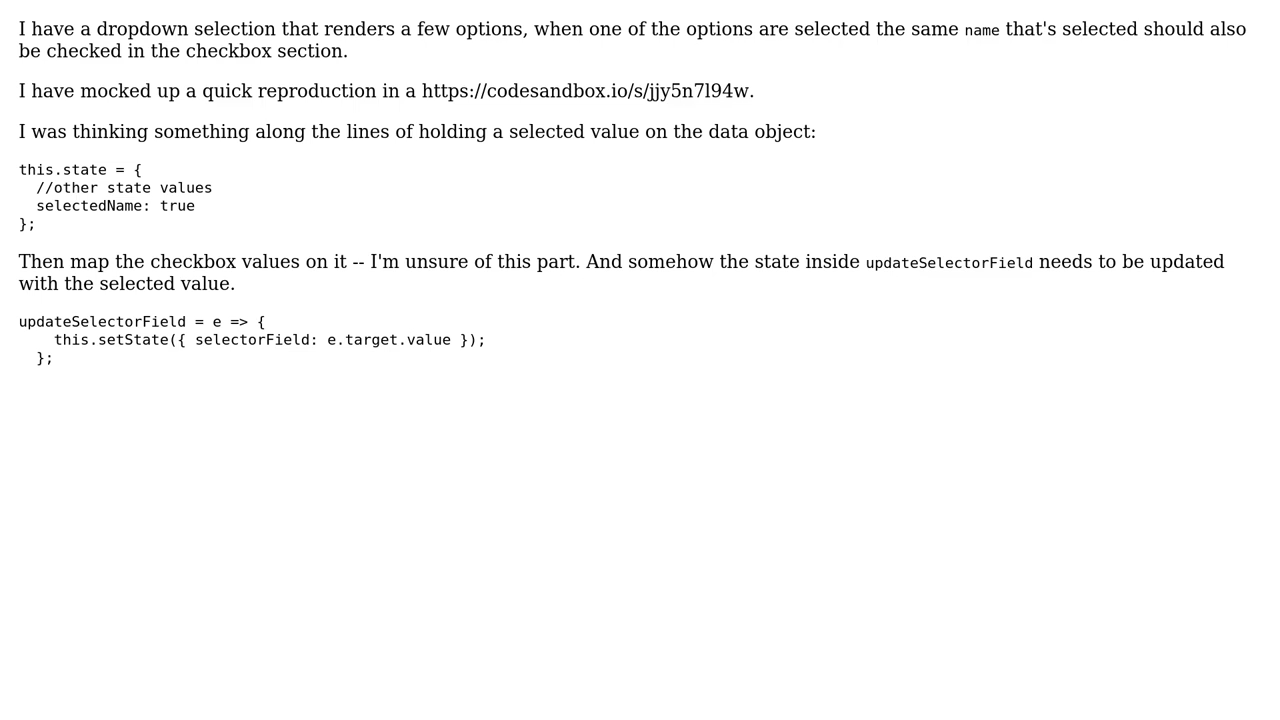 I have a dropdown selection that renders a few options, when one of the options are selected the same name that's selected should also
be checked in the checkbox section.
I have mocked up a quick reproduction in a https://codesandbox.io/s/jjy5n7l94w.
I was thinking something along the lines of holding a selected value on the data object:
this.state = {
  //other state values
  selectedName: true
};
Then map the checkbox values on it -- I'm unsure of this part. And somehow the state inside updateSelectorField needs to be updated
with the selected value.
updateSelectorField = e => {
    this.setState({ selectorField: e.target.value });
  };